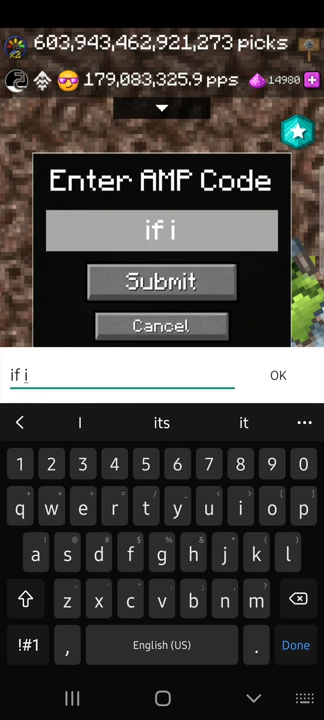 603,943,462,921,273 picks
x2
179,083,325.9 pps
14980
Enter AMP Code
if i
Submit
Cancel
if i
OK
I its it
1 2 3 4 5 6 7 8 9 0
q w e r t y u i o p
a s d f g h j k l
z x c v b n m
!#1 , English (US) . Done